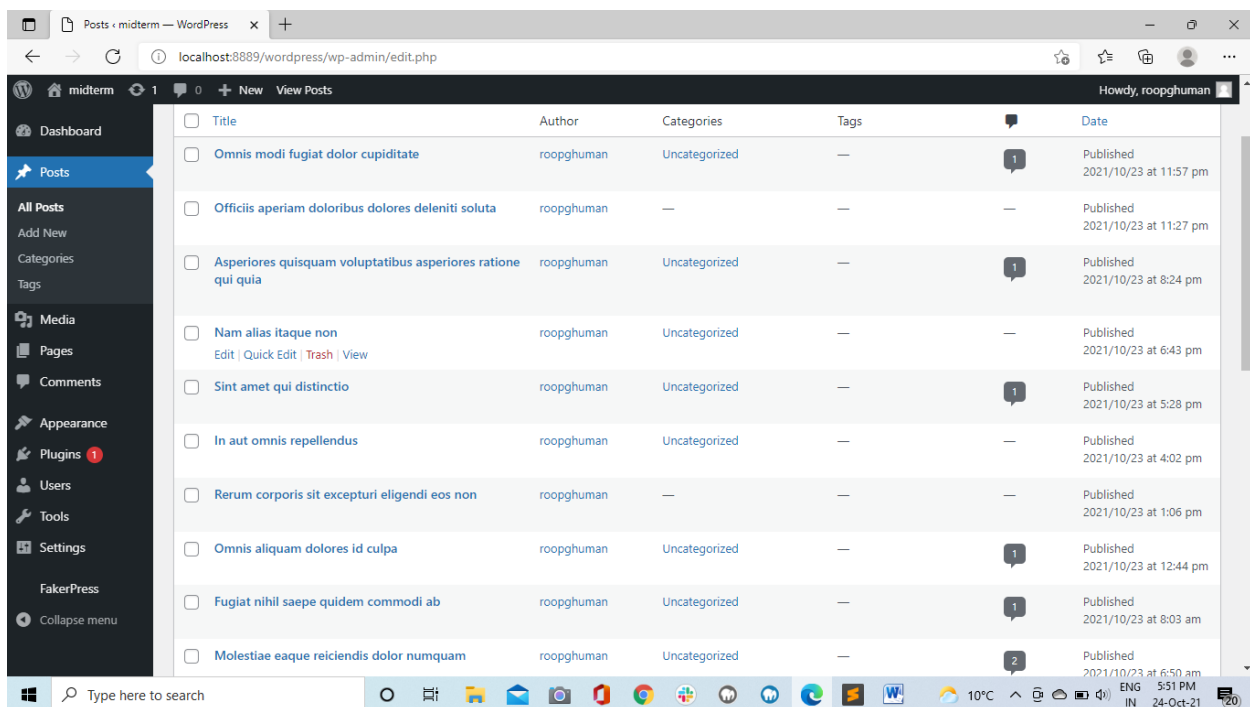 Posts ‹ midterm — WordPress
localhost:8889/wordpress/wp-admin/edit.php
midterm 1 0 New View Posts Howdy, roopghuman
Dashboard
Posts
All Posts
Add New
Categories
Tags
Media
Pages
Comments
Appearance
Plugins 1
Users
Tools
Settings
FakerPress
Collapse menu
Title Author Categories Tags Date
Omnis modi fugiat dolor cupiditate roopghuman Uncategorized — 1 Published
2021/10/23 at 11:57 pm
Officiis aperiam doloribus dolores deleniti soluta roopghuman — — — Published
2021/10/23 at 11:27 pm
Asperiores quisquam voluptatibus asperiores ratione roopghuman Uncategorized — 1 Published
qui quia 2021/10/23 at 8:24 pm
Nam alias itaque non roopghuman Uncategorized — — Published
Edit | Quick Edit | Trash | View 2021/10/23 at 6:43 pm
Sint amet qui distinctio roopghuman Uncategorized — 1 Published
2021/10/23 at 5:28 pm
In aut omnis repellendus roopghuman Uncategorized — — Published
2021/10/23 at 4:02 pm
Rerum corporis sit excepturi eligendi eos non roopghuman — — — Published
2021/10/23 at 1:06 pm
Omnis aliquam dolores id culpa roopghuman Uncategorized — 1 Published
2021/10/23 at 12:44 pm
Fugiat nihil saepe quidem commodi ab roopghuman Uncategorized — 1 Published
2021/10/23 at 8:03 am
Molestiae eaque reiciendis dolor numquam roopghuman Uncategorized — 2 Published
2021/10/23 at 6:50 am
Type here to search 10°C ENG 5:51 PM
IN 24-Oct-21 20